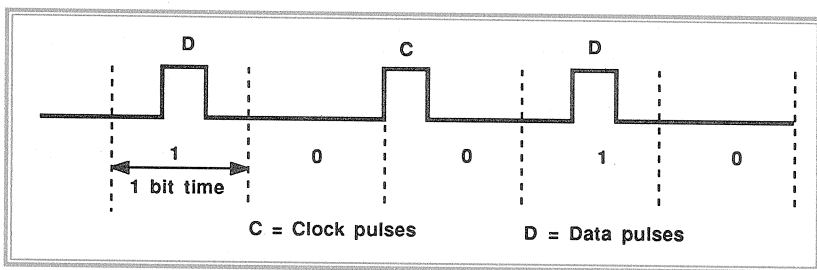 D C D
1 0 0 1 0
1 bit time
C = Clock pulses D = Data pulses